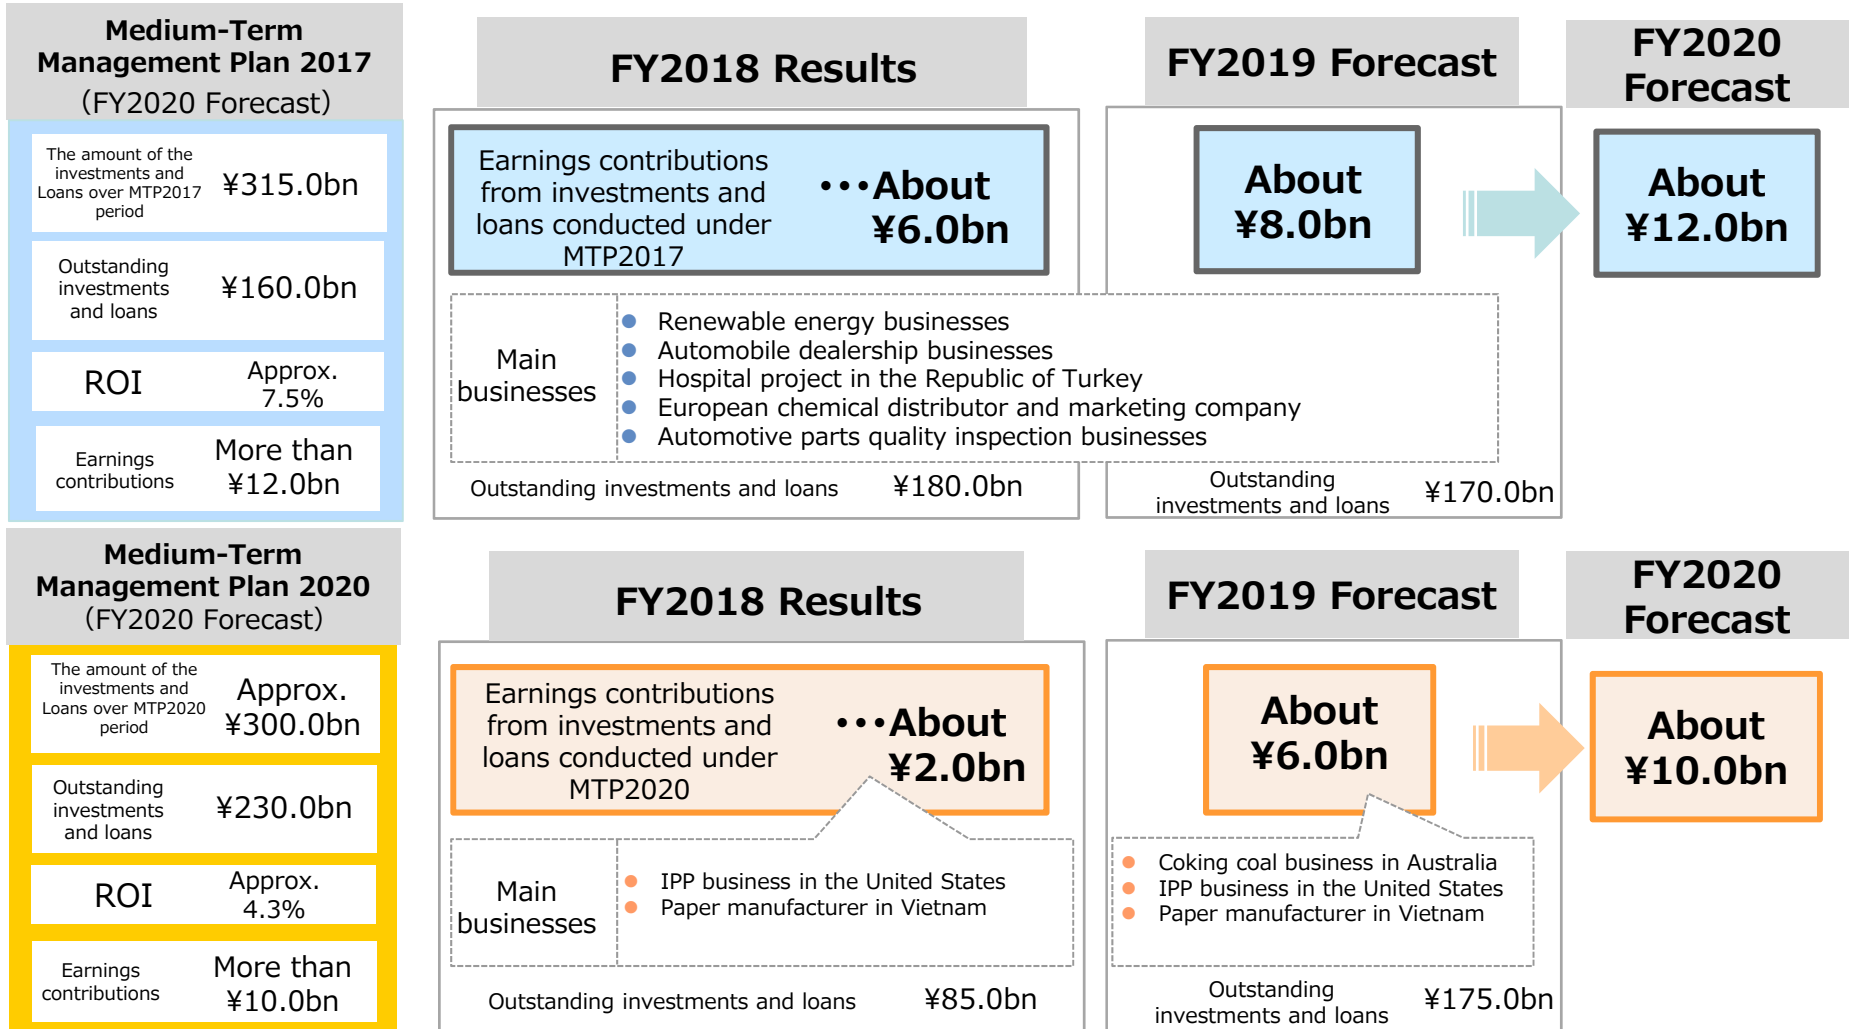 Medium-Term
Management Plan 2017
（FY2020 Forecast）
The amount of the
investments and
Loans over MTP2017
period
¥315.0bn
Outstanding
investments
and loans
¥160.0bn
ROI
Approx.
7.5%
Earnings
contributions
More than
¥12.0bn
FY2018 Results
Earnings contributions
from investments and
loans conducted under
MTP2017
･･･About
¥6.0bn
Main
businesses
● Renewable energy businesses
● Automobile dealership businesses
● Hospital project in the Republic of Turkey
● European chemical distributor and marketing company
● Automotive parts quality inspection businesses
Outstanding investments and loans ¥180.0bn
FY2019 Forecast
About
¥8.0bn
Outstanding
investments and loans
¥170.0bn
FY2020
Forecast
About
¥12.0bn
Medium-Term
Management Plan 2020
（FY2020 Forecast）
The amount of the
investments and
Loans over MTP2020
period
Approx.
¥300.0bn
Outstanding
investments
and loans
¥230.0bn
ROI
Approx.
4.3%
Earnings
contributions
More than
¥10.0bn
FY2018 Results
Earnings contributions
from investments and
loans conducted under
MTP2020
･･･About
¥2.0bn
Main
businesses
● IPP business in the United States
● Paper manufacturer in Vietnam
Outstanding investments and loans ¥85.0bn
FY2019 Forecast
About
¥6.0bn
● Coking coal business in Australia
● IPP business in the United States
● Paper manufacturer in Vietnam
Outstanding
investments and loans
¥175.0bn
FY2020
Forecast
About
¥10.0bn